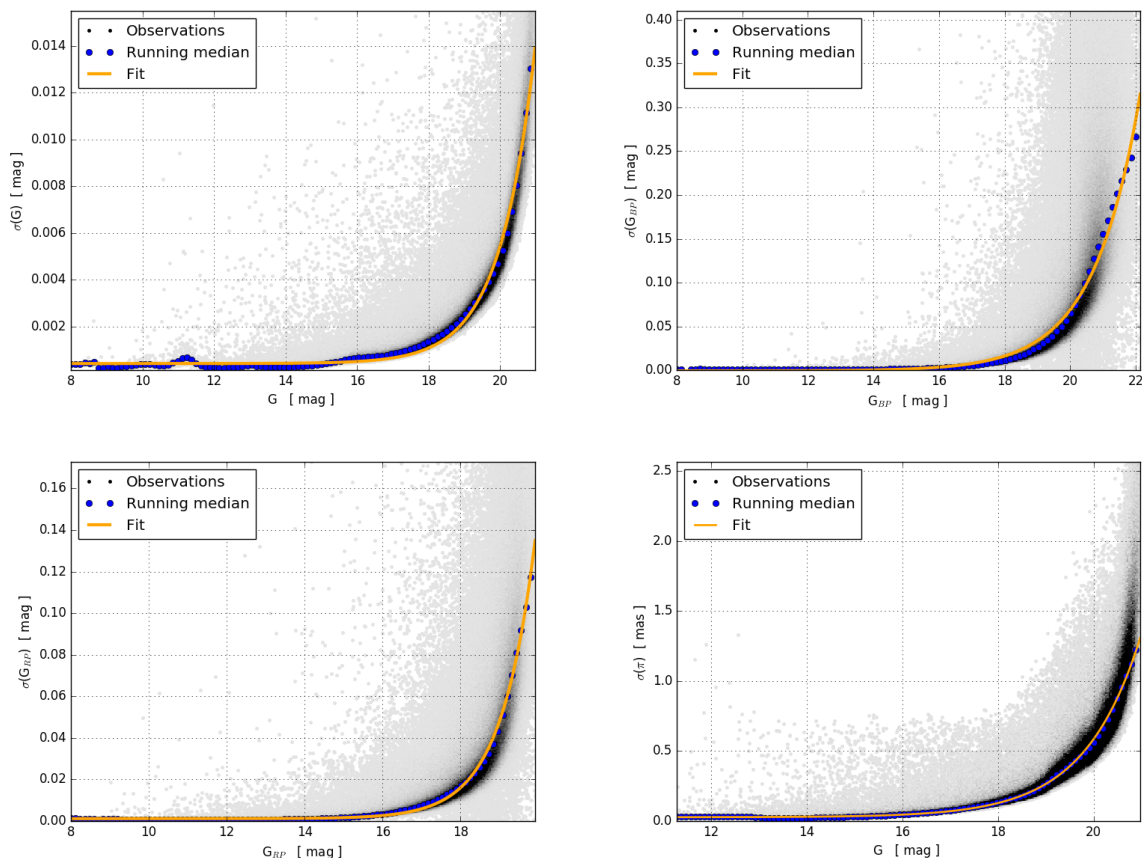 Observations
Running median
Fit
0.014
0.012
0.010
0.008
0.006
0.004
0.002
σ(G) [ mag ]
8 10 12 14 16 18 20
G [ mag ]
Observations
Running median
Fit
0.40
0.30
0.25
0.20
0.15
0.10
0.05
0.00
σ(G_BP) [ mag ]
8 10 12 14 16 18 20 22
G_BP [ mag ]
Observations
Running median
Fit
0.16
0.14
0.12
0.10
0.08
0.06
0.04
0.02
0.00
σ(G_RP) [ mag ]
8 10 12 14 16 18
G_RP [ mag ]
Observations
Running median
Fit
2.5
2.0
1.5
1.0
0.5
0.0
σ(π) [ mas ]
12 14 16 18 20
G [ mag ]